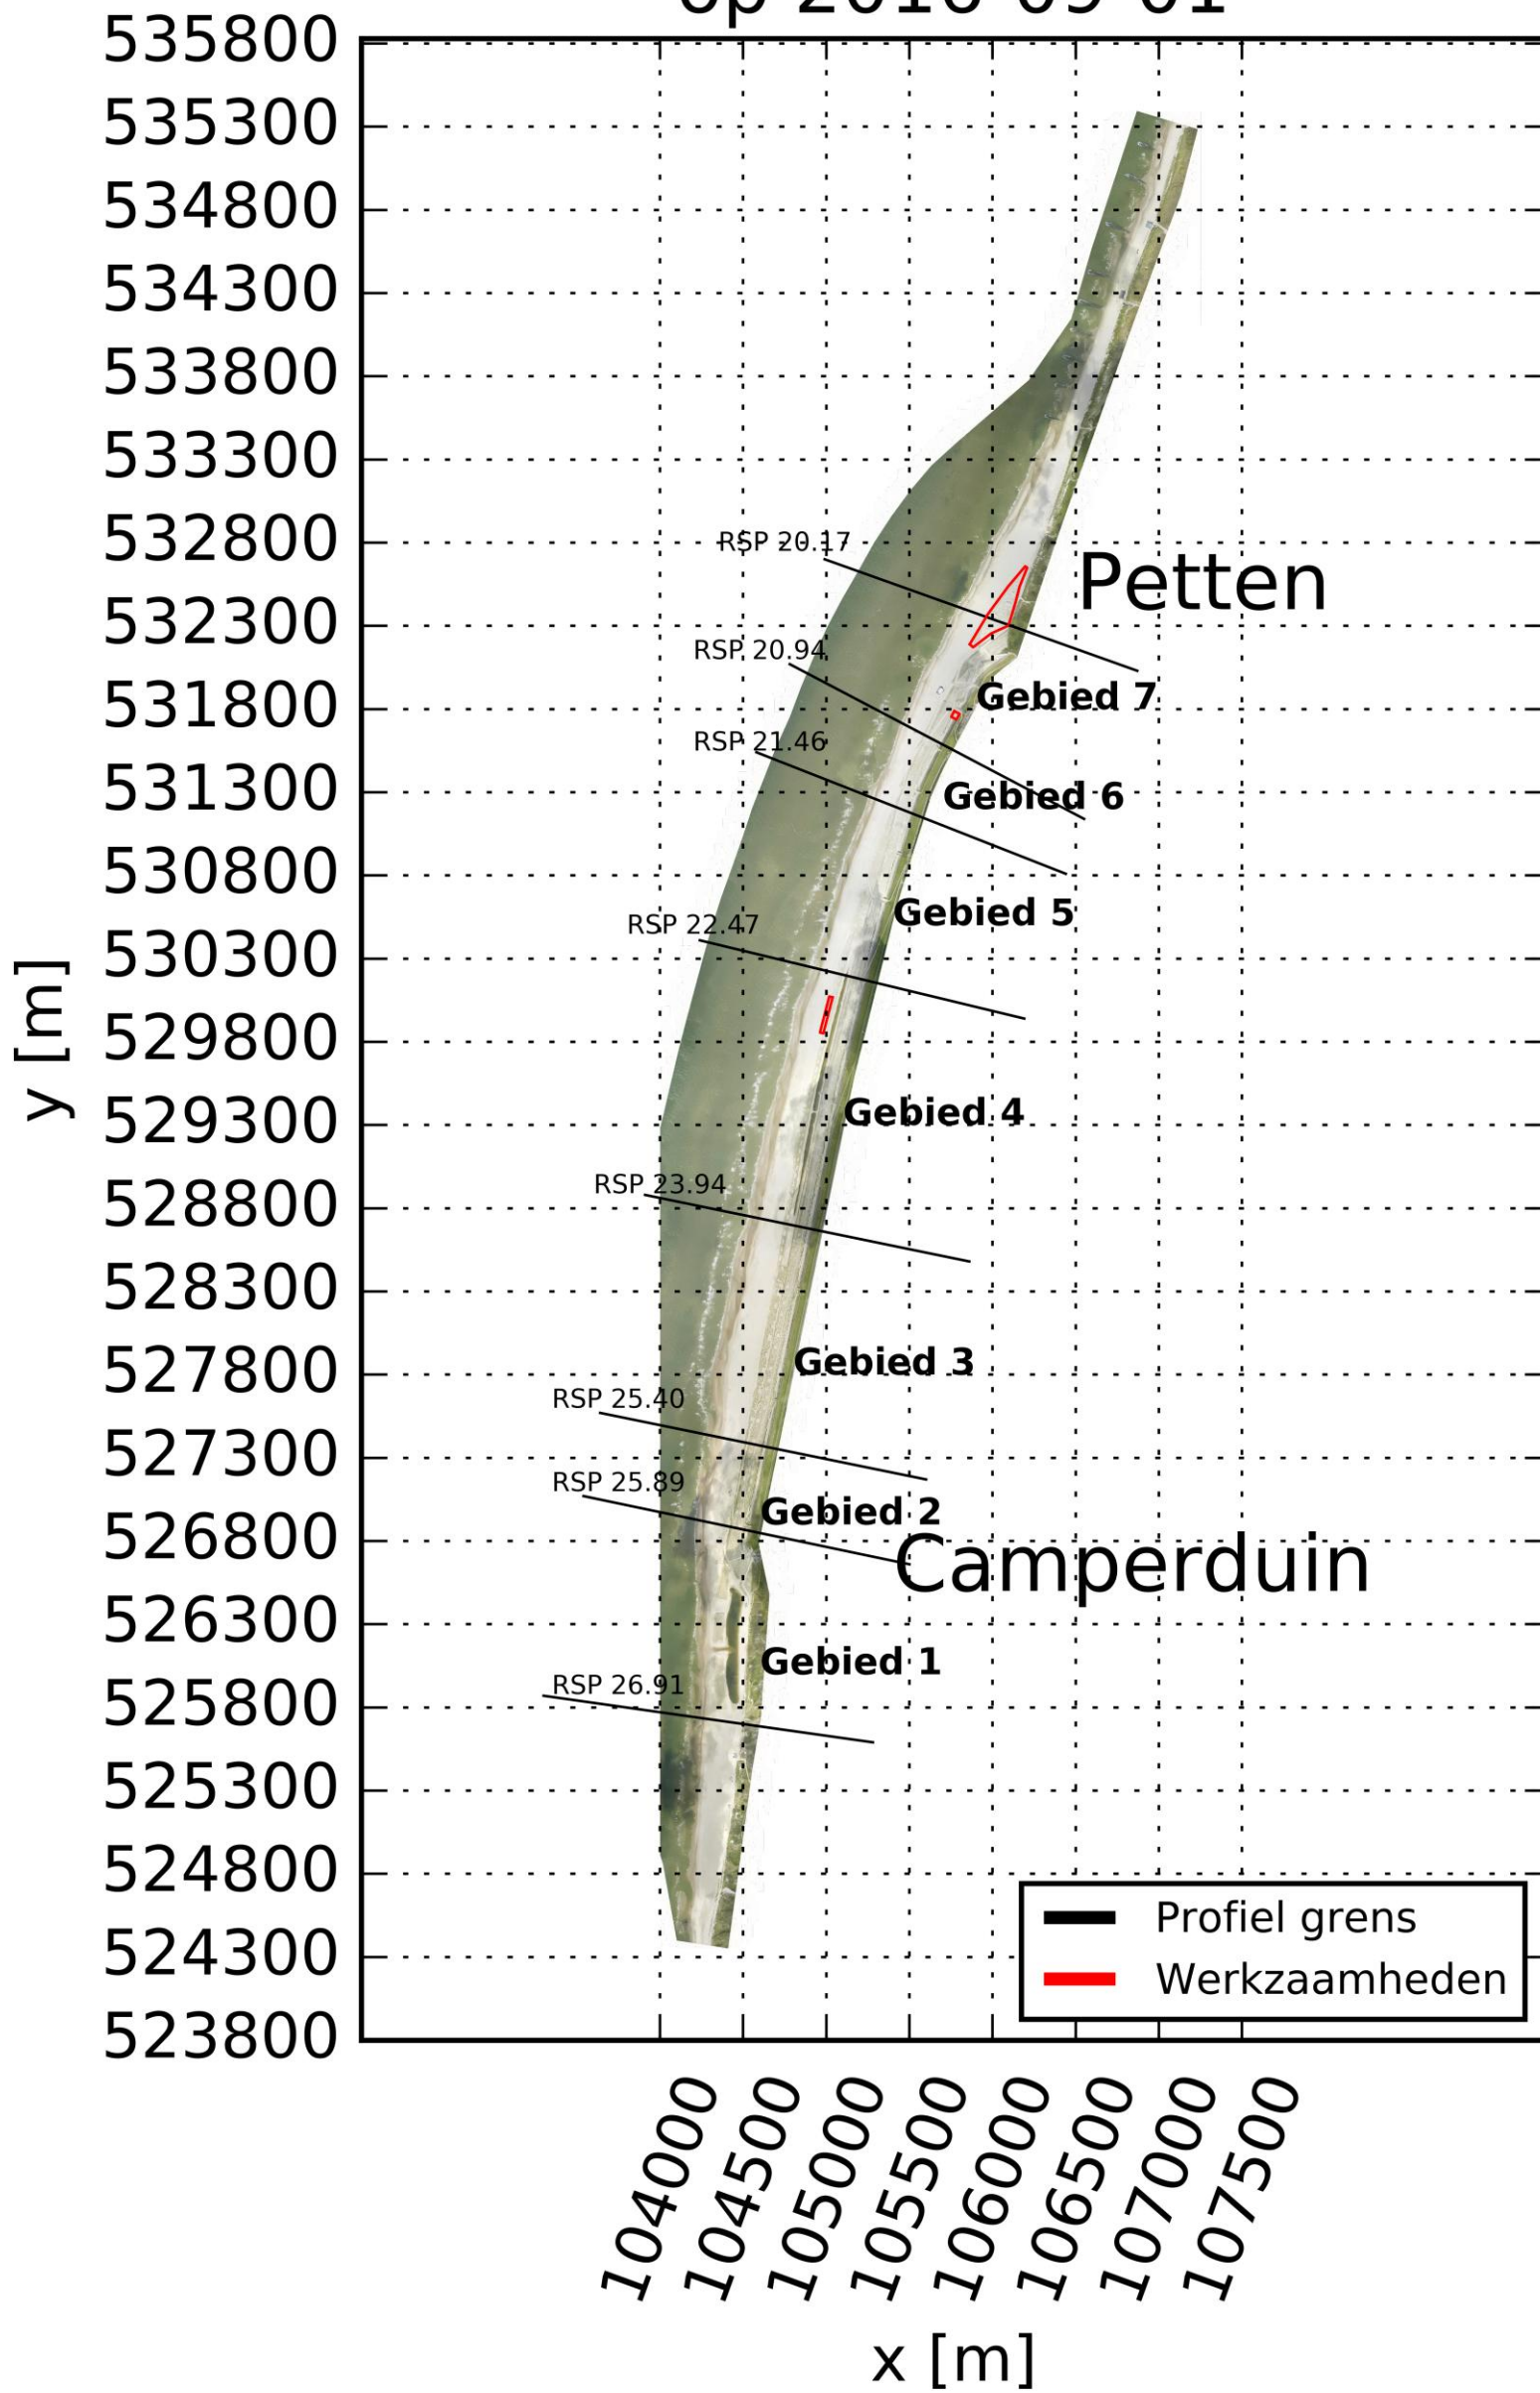 535800
535300
534800
534300
533800
533300
532800
532300
531800
531300
530800
530300
529800
529300
528800
528300
527800
527300
526800
526300
525800
525300
524800
524300
523800
y [m]
RSP 20.17
Petten
RSP 20.94
Gebied 7
RSP 21.46
Gebied 6
Gebied 5
RSP 22.47
Gebied 4
RSP 23.94
Gebied 3
RSP 25.40
RSP 25.89
Gebied 2
Camperduin
Gebied 1
RSP 26.91
Profiel grens
Werkzaamheden
104000
104500
105000
105500
106000
106500
107000
107500
x [m]